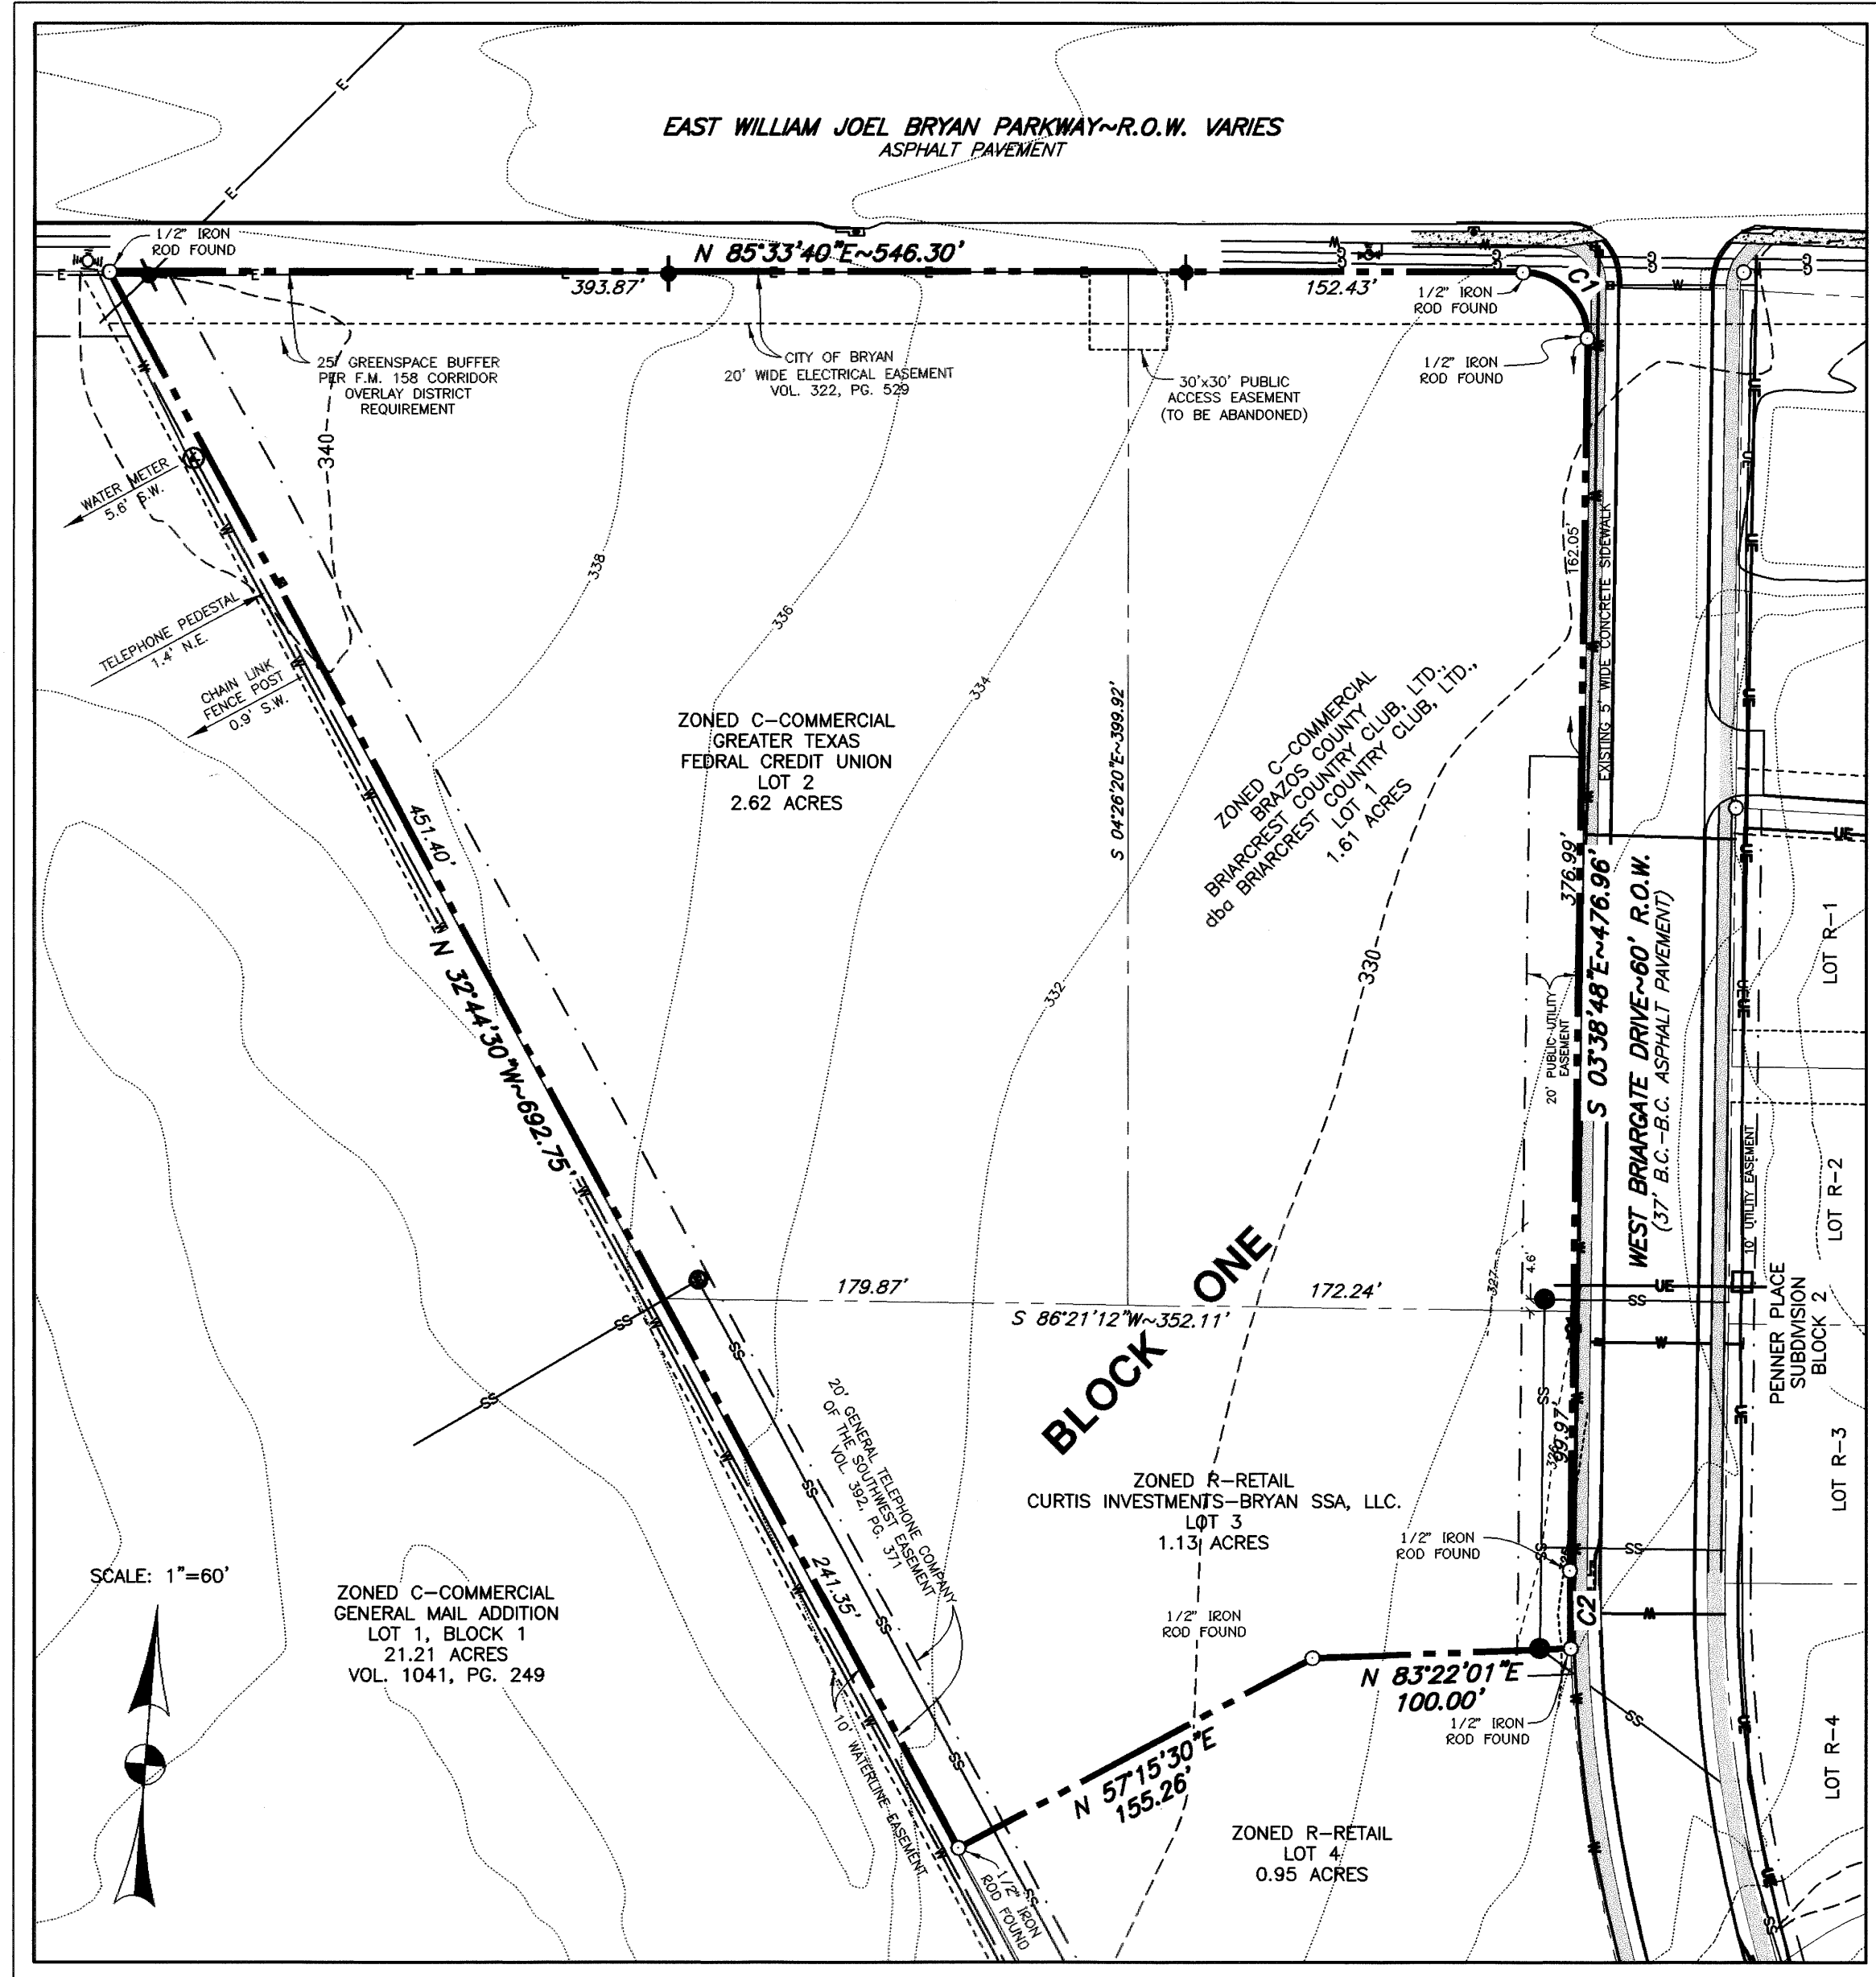 EAST WILLIAM JOEL BRYAN PARKWAY~R.O.W. VARIES
ASPHALT PAVEMENT
1/2" IRON
ROD FOUND
N 85°33'40"E~546.30'
393.87'
152.43'
1/2" IRON
ROD FOUND
C1
1/2" IRON
ROD FOUND
25' GREENSPACE BUFFER
PER F.M. 158 CORRIDOR
OVERLAY DISTRICT
REQUIREMENT
CITY OF BRYAN
20' WIDE ELECTRICAL EASEMENT
VOL. 322, PG. 529
30'x30' PUBLIC
ACCESS EASEMENT
(TO BE ABANDONED)
340
338
336
334
332
330
327
WATER METER
5.6' S.W.
TELEPHONE PEDESTAL
1.4' N.E.
CHAIN LINK
FENCE POST
0.9' S.W.
162.05'
EXISTING 5' WIDE CONCRETE SIDEWALK
ZONED C-COMMERCIAL
GREATER TEXAS
FEDRAL CREDIT UNION
LOT 2
2.62 ACRES
S 04°26'20"E~399.92'
ZONED C-COMMERCIAL
BRAZOS COUNTY
BRIARCREST COUNTRY CLUB, LTD.,
dba BRIARCREST COUNTRY CLUB, LTD.,
LOT 1
1.61 ACRES
451.40'
N 32°44'30"W~692.75'
376.99'
S 03°38'48"E~476.96'
WEST BRIARGATE DRIVE~60' R.O.W.
(37' B.C.-B.C. ASPHALT PAVEMENT)
20' PUBLIC UTILITY
EASEMENT
LOT R-1
LOT R-2
10' UTILITY EASEMENT
PENNER PLACE
SUBDIVISION
BLOCK 2
LOT R-3
LOT R-4
4.6'
179.87'
172.24'
S 86°21'12"W~352.11'
BLOCK ONE
99.97'
20' GENERAL TELEPHONE COMPANY
OF THE SOUTHWEST EASEMENT
VOL. 392, PG. 371
ZONED R-RETAIL
CURTIS INVESTMENTS-BRYAN SSA, LLC.
LOT 3
1.13 ACRES
1/2" IRON
ROD FOUND
C2
1/2" IRON
ROD FOUND
SCALE: 1"=60'
ZONED C-COMMERCIAL
GENERAL MAIL ADDITION
LOT 1, BLOCK 1
21.21 ACRES
VOL. 1041, PG. 249
241.35'
10' WATERLINE EASEMENT
N 83°22'01"E
100.00'
1/2" IRON
ROD FOUND
N 57°15'30"E
155.26'
ZONED R-RETAIL
LOT 4
0.95 ACRES
1/2" IRON
ROD FOUND